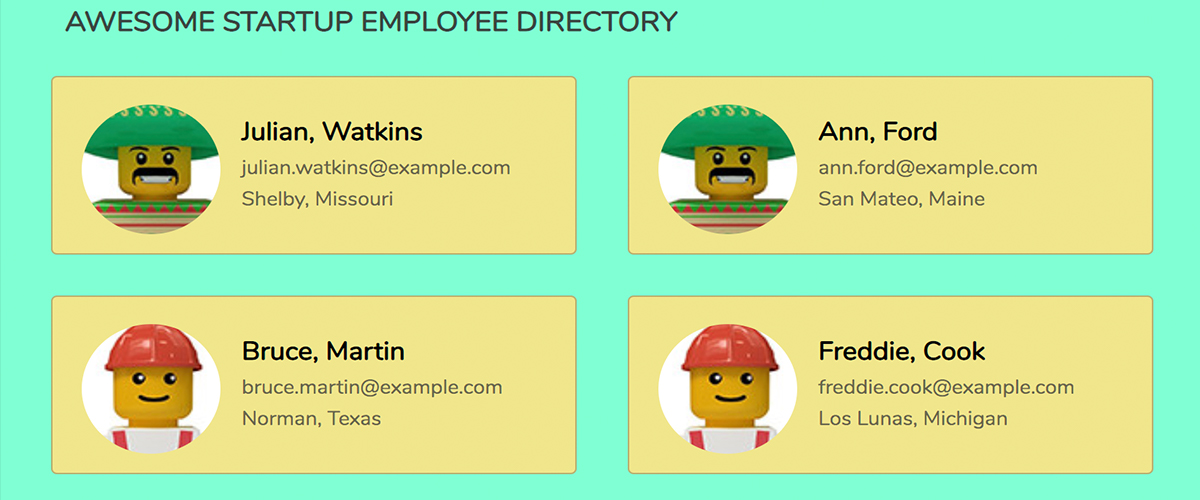 AWESOME STARTUP EMPLOYEE DIRECTORY
Julian, Watkins
julian.watkins@example.com
Shelby, Missouri
Ann, Ford
ann.ford@example.com
San Mateo, Maine
Bruce, Martin
bruce.martin@example.com
Norman, Texas
Freddie, Cook
freddie.cook@example.com
Los Lunas, Michigan